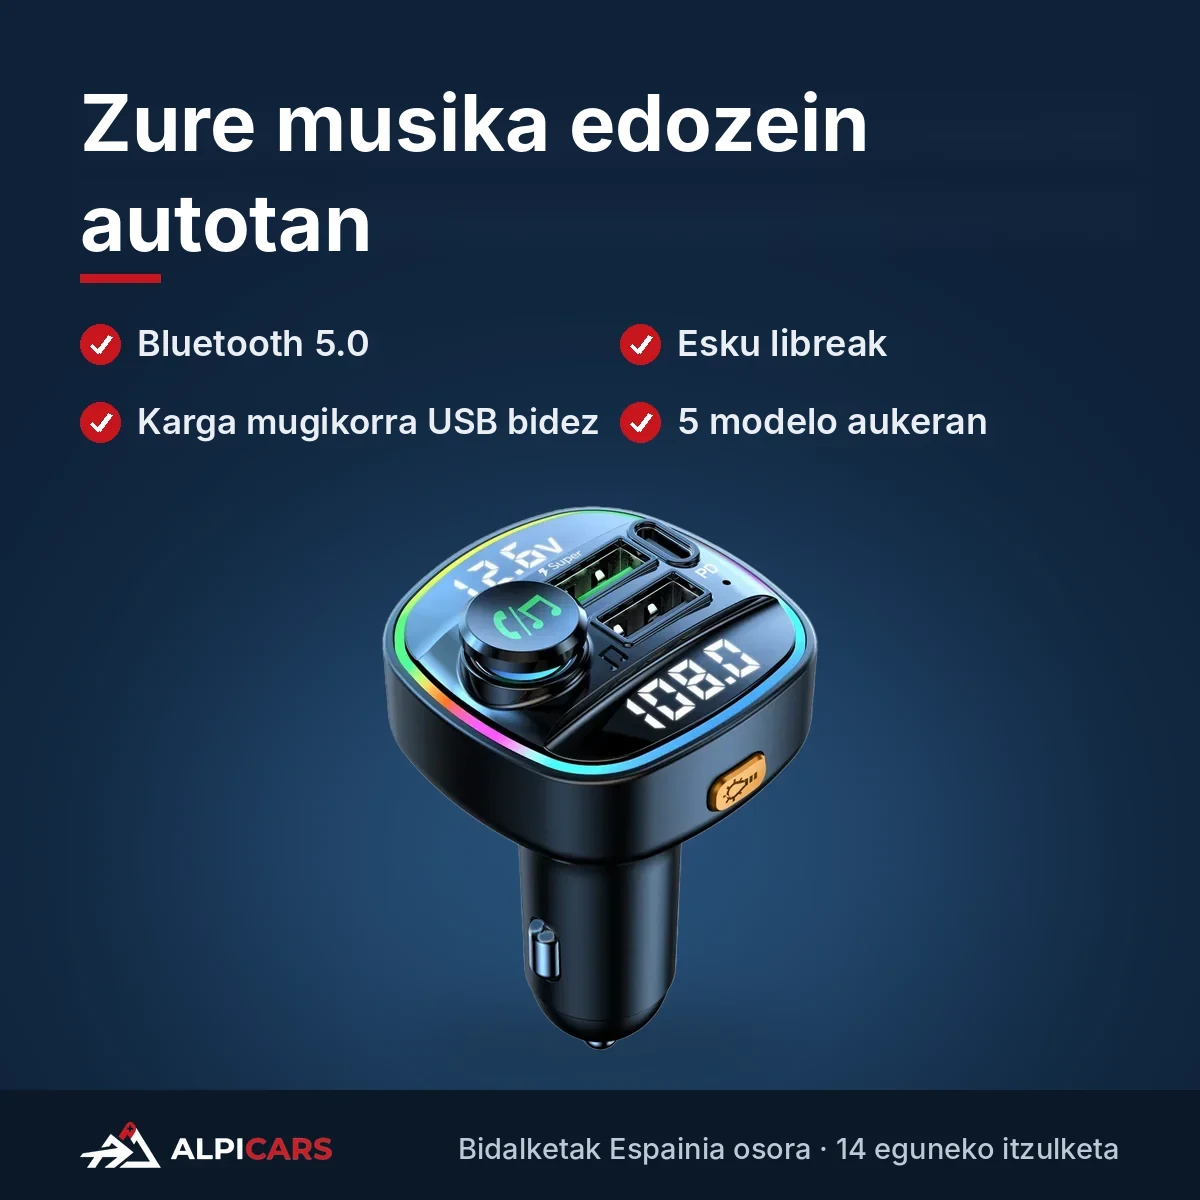 Zure musika edozein
autotan
Bluetooth 5.0
Esku libreak
Karga mugikorra USB bidez
5 modelo aukeran
12.6V
Super
PD
108.0
ALPICARS
Bidalketak Espainia osora · 14 eguneko itzulketa